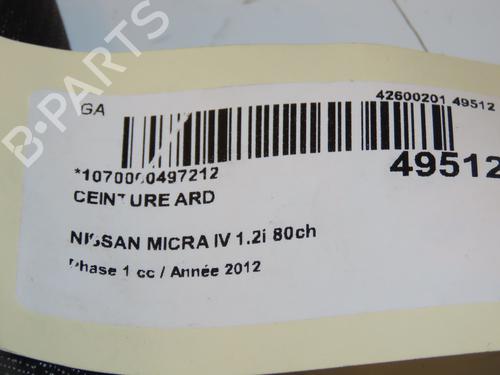 B-PARTS
GA
42600201 49512
*1070000497212
49512
CEINTURE ARD
NISSAN MICRA IV 1.2i 80ch
Phase 1 cc / Année 2012